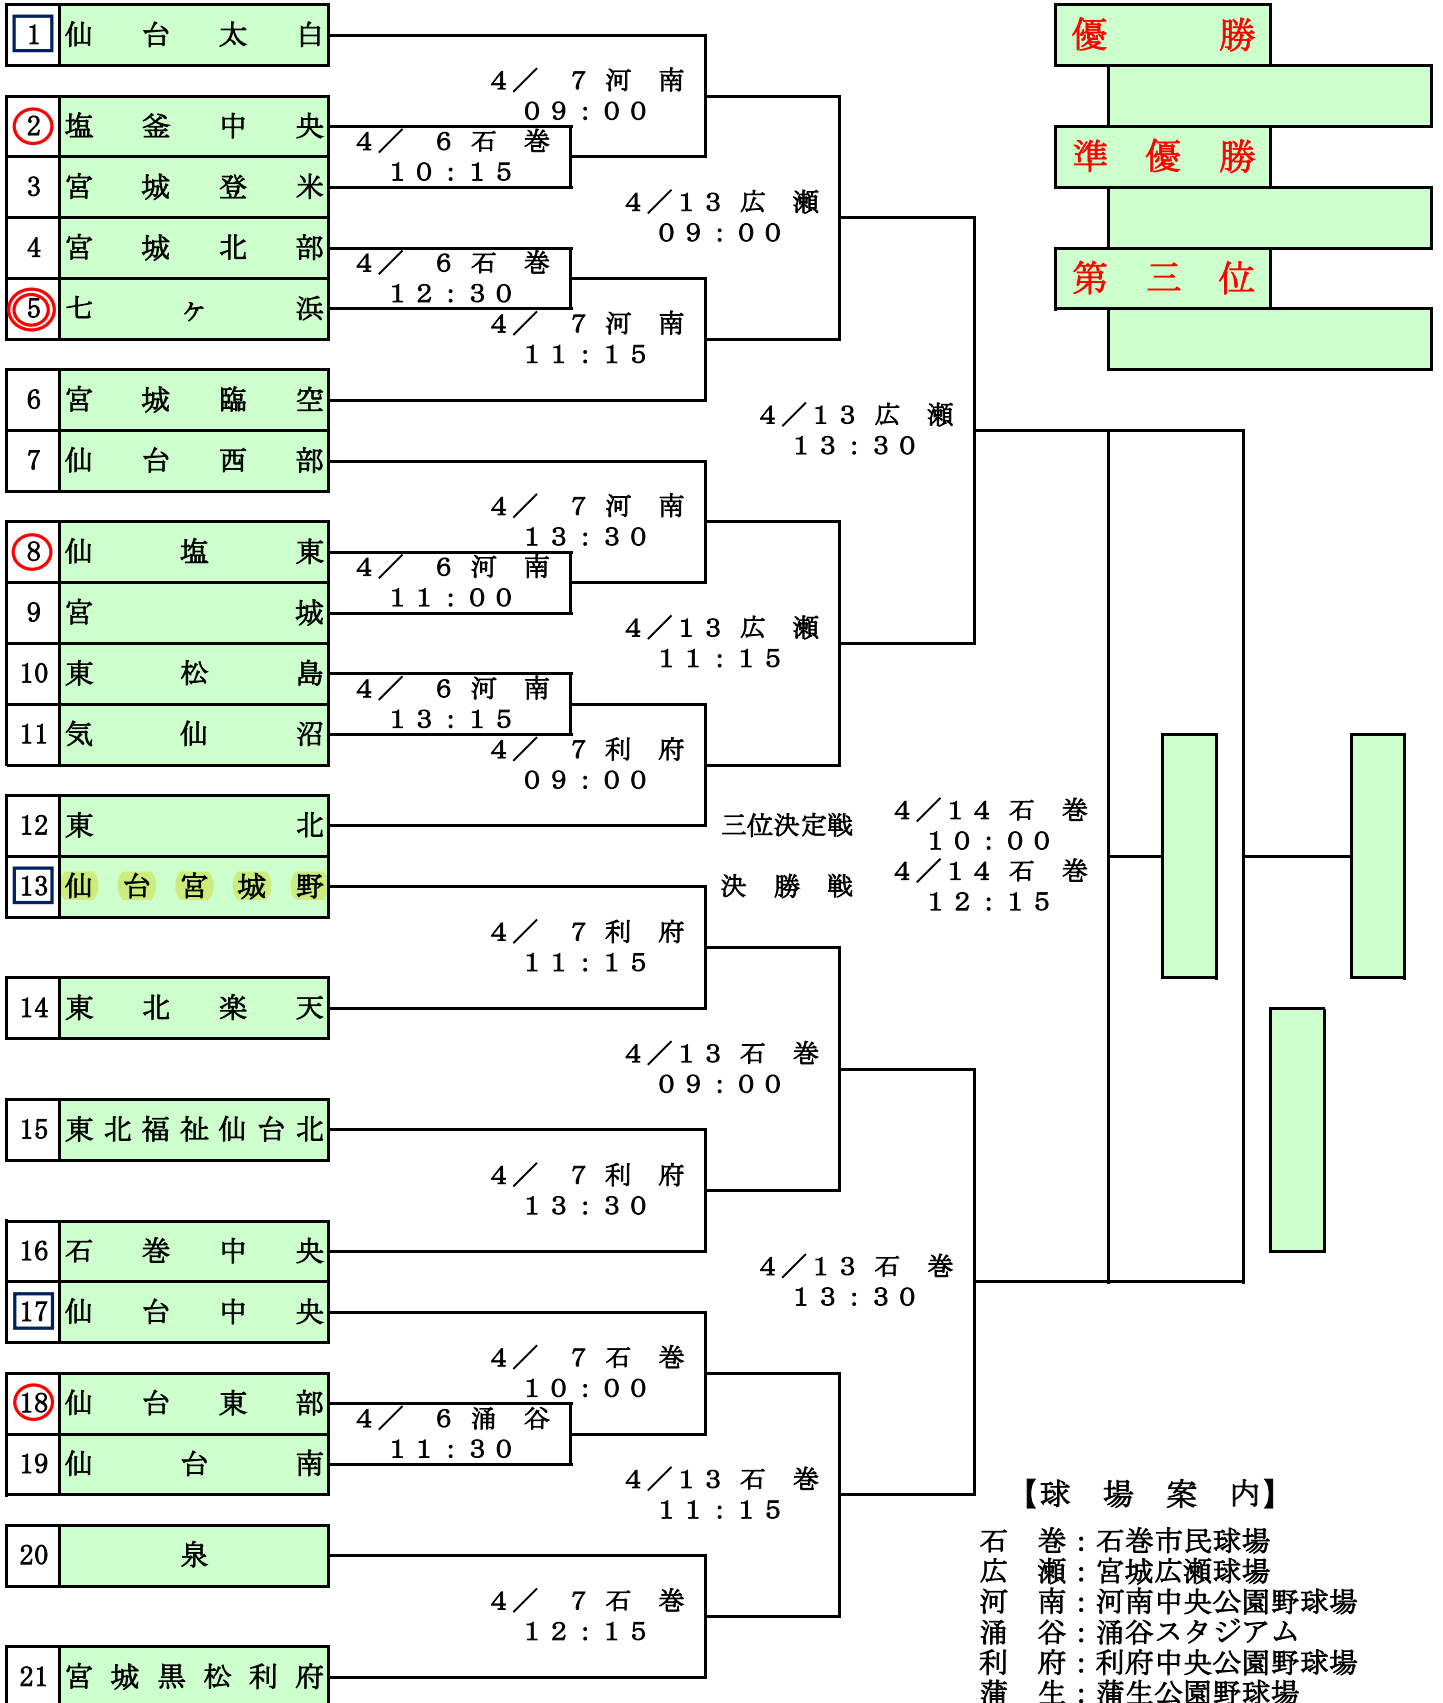 1 仙台太白
2 塩釜中央
3 宮城登米
4 宮城北部
5 七ヶ浜
6 宮城臨空
7 仙台西部
8 仙塩東
9 宮城
10 東松島
11 気仙沼
12 東北
13 仙台宮城野
14 東北楽天
15 東北福祉仙台北
16 石巻中央
17 仙台中央
18 仙台東部
19 仙台南
20 泉
21 宮城黒松利府
4／ 6 石 巻
10：15
4／ 6 石 巻
12：30
4／ 6 河 南
11：00
4／ 6 河 南
13：15
4／ 6 涌 谷
11：30
4／ 7 河 南
09：00
4／ 7 河 南
11：15
4／ 7 河 南
13：30
4／ 7 利 府
09：00
4／ 7 利 府
11：15
4／ 7 利 府
13：30
4／ 7 石 巻
10：00
4／ 7 石 巻
12：15
4／13 広 瀬
09：00
4／13 広 瀬
11：15
4／13 石 巻
09：00
4／13 石 巻
11：15
4／13 広 瀬
13：30
4／13 石 巻
13：30
三位決定戦 4／14 石 巻
10：00
決 勝 戦 4／14 石 巻
12：15
優勝
準優勝
第三位
【球 場 案 内】
石 巻：石巻市民球場
広 瀬：宮城広瀬球場
河 南：河南中央公園野球場
涌 谷：涌谷スタジアム
利 府：利府中央公園野球場
蒲 生：蒲生公園野球場